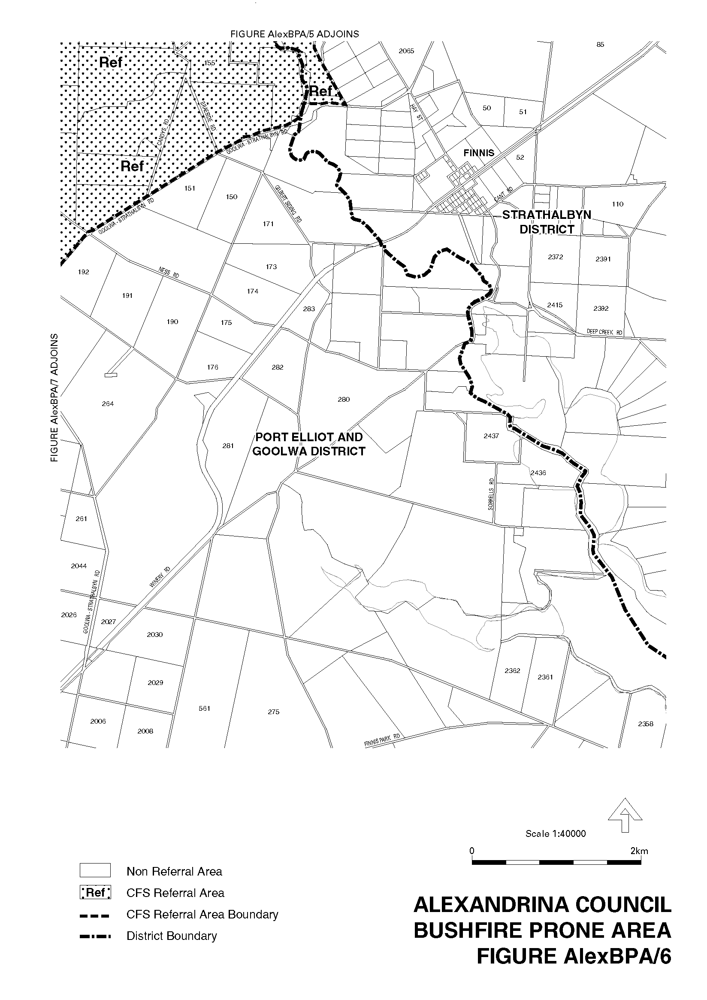 FIGURE AlexBPA/5 ADJOINS
85
2065
Ref
155
Ref
HAY ST
50
51
BRAESIDE RD
CANDYS RD
GOOLWA - STRATHALBYN RD
FINNIS
52
Ref
151
150
GILBERT SIDING RD
CANT RD
110
GOOLWA - STRATHALBYN RD
STRATHALBYN
DISTRICT
171
2372
2391
192
NESS RD
173
174
191
283
2415
2392
190
175
DEEP CREEK RD
176
282
FIGURE AlexBPA/7 ADJOINS
264
280
281
PORT ELLIOT AND
GOOLWA DISTRICT
2437
2436
SORRELLS RD
261
2044
WINERY RD
GOOLWA - STRATHALBYN RD
2026
2027
2030
2029
2362
2361
561
275
2006
2008
2358
FINNIS PARK RD
Scale 1:40000
0
2km
Non Referral Area
Ref
CFS Referral Area
CFS Referral Area Boundary
District Boundary
ALEXANDRINA COUNCIL
BUSHFIRE PRONE AREA
FIGURE AlexBPA/6